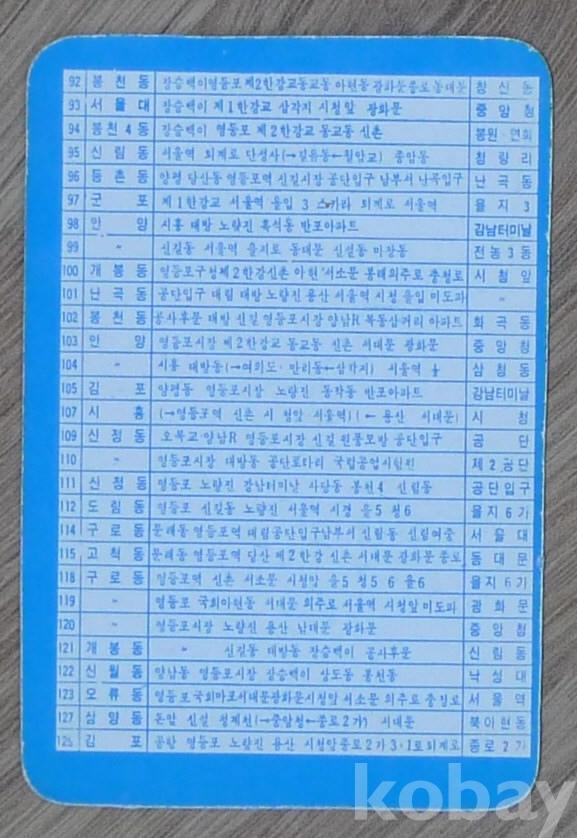 92 봉천동 장승백이 영등포 제2한강교 동교동 아현동 광화문 종로 동대문 창신동
93 서울대 장승백이 제1한강교 삼각지 시청앞 광화문 중앙청
94 봉천4동 장승백이 영등포 제2한강교 동교동 신촌 봉원·연희
95 신림동 서울역 퇴계로 단성사(→길음동←월암교) 종암동 청량리
96 등촌동 양평 당산동 영등포역 신길시장 공단입구 남부서 난곡입구 난곡동
97 군포 제1한강교 서울역 을입 3 스카라 퇴계로 서울역 을지3
98 안양 시흥 대방 노량진 흑석동 반포아파트 강남터미날
99 〃 신길동 서울역 을지로 동대문 신설동 마장동 전농3동
100 개봉동 영등포구청 제2한강 신촌 아현 서소문 봉래 의주로 충정로 시청앞
101 난곡동 공단입구 대림 대방 노량진 용산 서울역 시청 을입 미도파 〃
102 봉천동 공사후문 대방 신길 영등포시장 양남R 목동삼거리 아파트 화곡동
103 안양 영등포시장 제2한강교 동교동 신촌 서대문 광화문 중앙청
104 〃 시흥 대방동(→여의도·만리동←삼각지) 서울역 삼청동
105 김포 양평동 영등포시장 노량진 동작동 반포아파트 강남터미날
107 시흥 (→영등포역 신촌 시청앞 서울역)(← 용산 서대문) 시청
109 신정동 오목교 양남R 영등포시장 신길 원풍모방 공단입구 공단
110 〃 영등포시장 대방동 공단로타리 국립공업시험원 제2공단
111 신정동 영등포 노량진 강남터미날 사당동 봉천4 신림동 공단입구
112 도림동 영등포 신길동 노량진 서울역 시경 을5 청6 을지6가
114 구로동 문래동 영등포역 대림 공단입구 남부서 신림동 신림여중 서울대
115 고척동 문래동 영등포역 당산 제2한강 신촌 서대문 광화문 종로 동대문
118 구로동 영등포역 신촌 서소문 시청앞 을5 청5 6 을6 을지6가
119 〃 영등포 국회 아현동 서대문 의주로 서울역 시청앞 미도파 광화문
120 〃 영등포시장 노량진 용산 남대문 광화문 중앙청
121 개봉동 〃 신길동 대방동 장승백이 공사후문 신림동
122 신월동 양남동 영등포시장 장승백이 상도동 봉천동 낙성대
123 오류동 영등포 국회 마포 서대문 광화문 시청앞 서소문 의주로 충정로 서울역
127 삼양동 돈암 신설 청계천(→중앙청←종로2가) 서대문 북아현동
125 김포 공항 영등포 노량진 용산 시청앞 종로2가 3·1로 퇴계로 종로2가
kobay